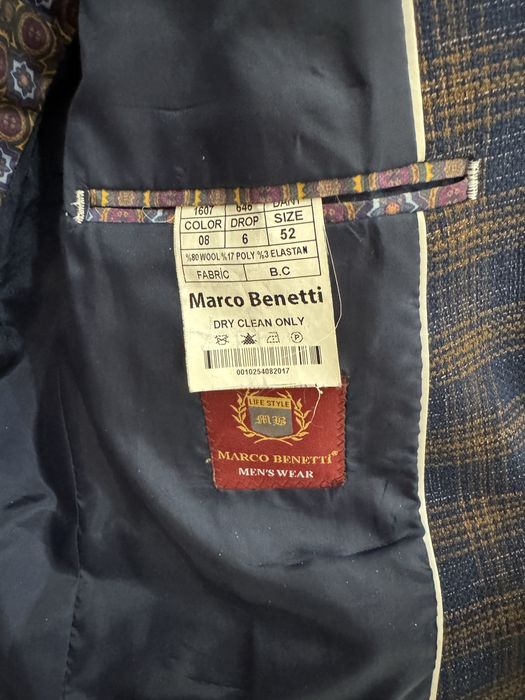 1607 646 DANT
COLOR DROP SIZE
08 6 52
%80 WOOL %17 POLY %3 ELASTAN
FABRİC B.C
Marco Benetti
DRY CLEAN ONLY
P
0010254082017
LIFE STYLE
MB
MARCO BENETTİ®
MEN'S WEAR